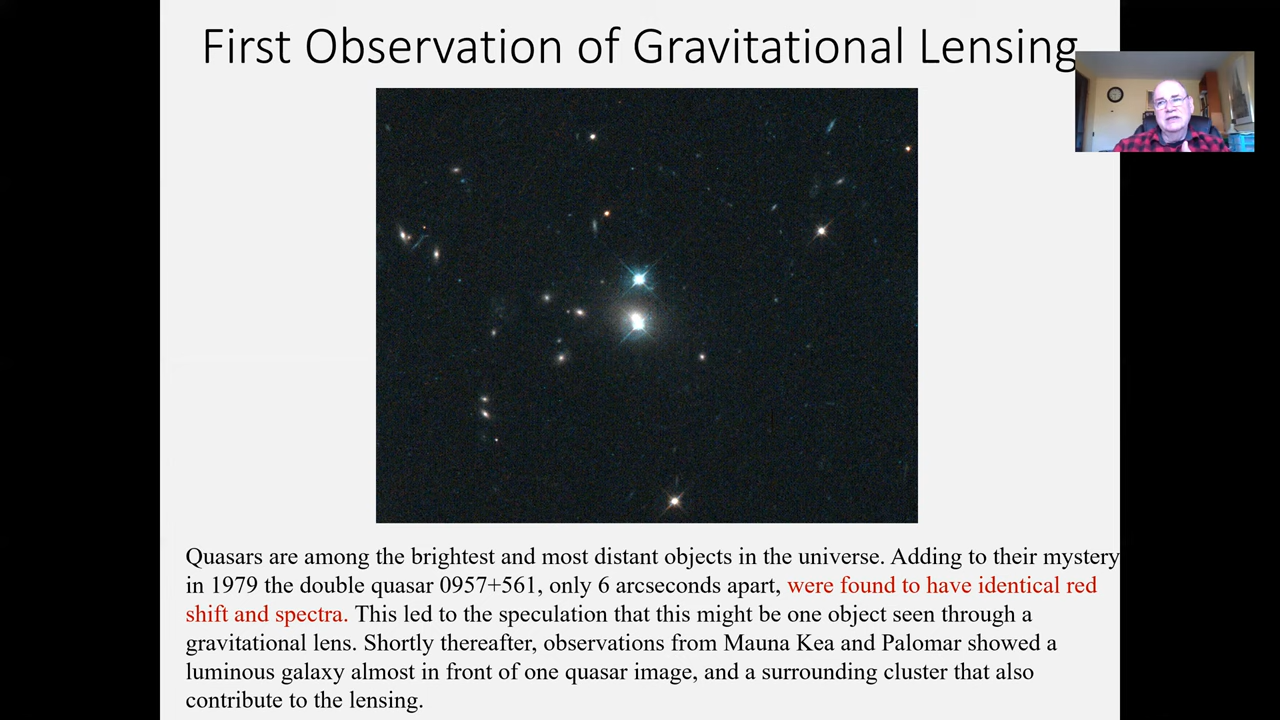 First Observation of Gravitational Lensing
Quasars are among the brightest and most distant objects in the universe. Adding to their mystery
in 1979 the double quasar 0957+561, only 6 arcseconds apart, were found to have identical red
shift and spectra. This led to the speculation that this might be one object seen through a
gravitational lens. Shortly thereafter, observations from Mauna Kea and Palomar showed a
luminous galaxy almost in front of one quasar image, and a surrounding cluster that also
contribute to the lensing.